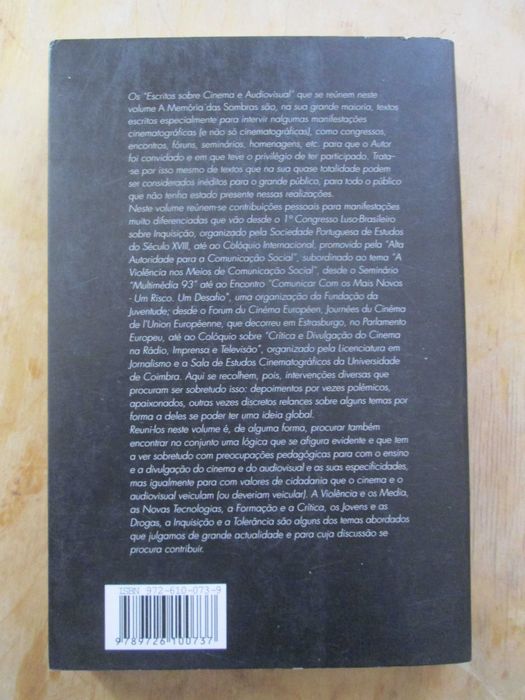 Os "Escritos sobre Cinema e Audiovisual" que se reúnem neste
volume A Memória das Sombras são, na sua grande maioria, textos
escritos especialmente para intervir nalgumas manifestações
cinematográficas (e não só cinematográficas), como congressos,
encontros, fóruns, seminários, homenagens, etc. para que o Autor
foi convidado e em que teve o privilégio de ter participado. Trata-
-se por isso mesmo de textos que na sua quase totalidade podem
ser considerados inéditos para o grande público, para todo o público
que não tenha estado presente nessas realizações.
Neste volume reúnem-se contribuições pessoais para manifestações
muito diferenciadas que vão desde o 1º Congresso Luso-Brasileiro
sobre Inquisição, organizado pela Sociedade Portuguesa de Estudos
do Século XVIII, até ao Colóquio Internacional, promovido pela "Alta
Autoridade para a Comunicação Social", subordinado ao tema "A
Violência nos Meios de Comunicação Social", desde o Seminário
"Multimédia 93" até ao Encontro "Comunicar Com os Mais Novos
- Um Risco. Um Desafio", uma organização da Fundação da
Juventude; desde o Forum du Cinéma Européen, Journées du Cinéma
de l'Union Européenne, que decorreu em Estrasburgo, no Parlamento
Europeu, até ao Colóquio sobre "Crítica e Divulgação do Cinema
na Rádio, Imprensa e Televisão", organizado pela Licenciatura em
Jornalismo e a Sala de Estudos Cinematográficos da Universidade
de Coimbra. Aqui se recolhem, pois, intervenções diversas que
procuram ser sobretudo isso: depoimentos por vezes polémicos,
apaixonados, outras vezes discretos relances sobre alguns temas por
forma a deles se poder ter uma ideia global.
Reuni-los neste volume é, de alguma forma, procurar também
encontrar no conjunto uma lógica que se afigura evidente e que tem
a ver sobretudo com preocupações pedagógicas para com o ensino
e a divulgação do cinema e do audiovisual e as suas especificidades,
mas igualmente para com valores de cidadania que o cinema e o
audiovisual veiculam (ou deveriam veicular). A Violência e os Media,
as Novas Tecnologias, a Formação e a Crítica, os Jovens e as
Drogas, a Inquisição e a Tolerância são alguns dos temas abordados
que julgamos de grande actualidade e para cuja discussão se
procura contribuir.
ISBN 972-610-073-9
9 789726 100737